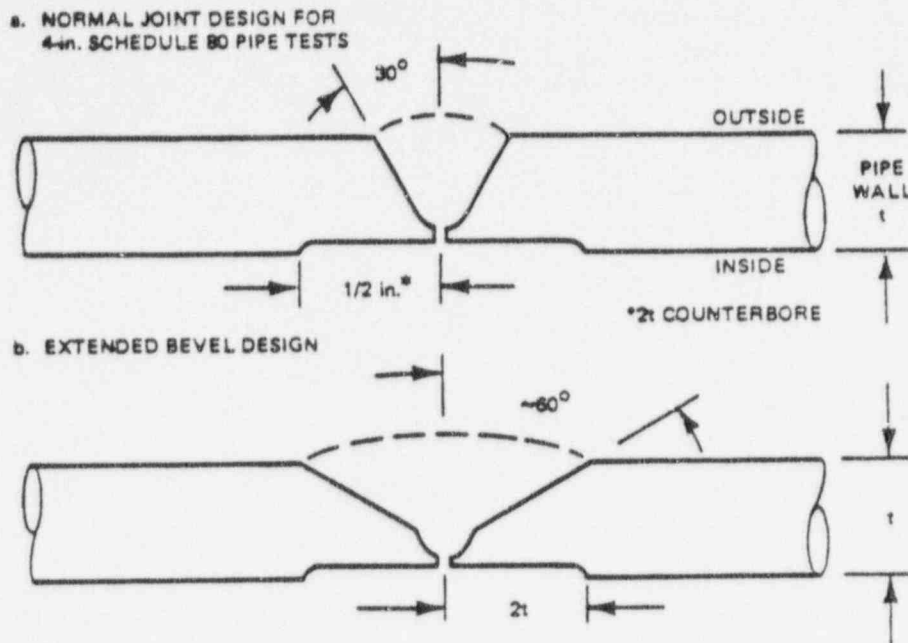 a. NORMAL JOINT DESIGN FOR
4-in. SCHEDULE 80 PIPE TESTS
30°
OUTSIDE
PIPE
WALL
t
INSIDE
1/2 in.*
*2t COUNTERBORE
b. EXTENDED BEVEL DESIGN
~60°
t
2t